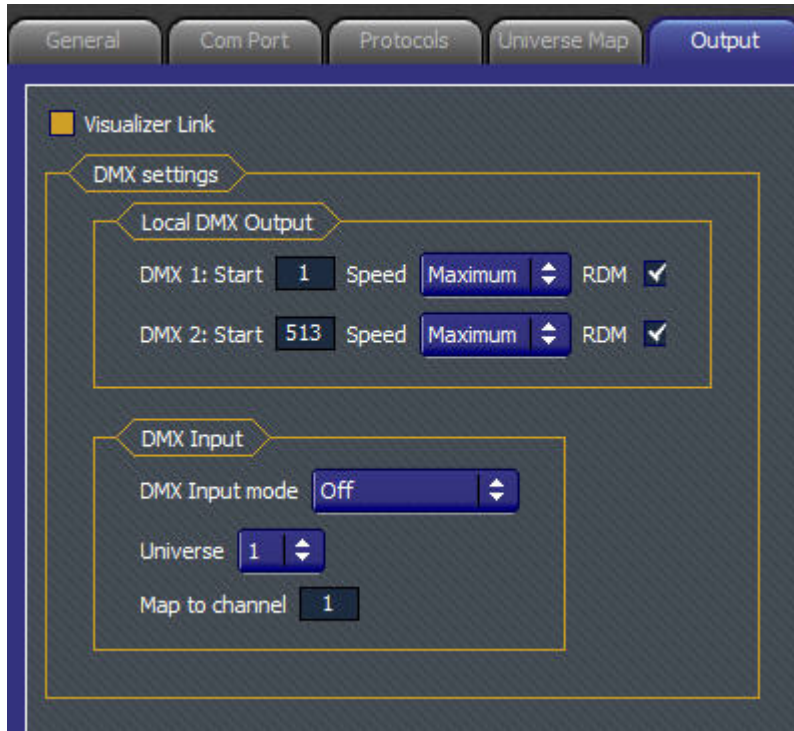 General Com Port Protocols Universe Map Output
Visualizer Link
DMX settings
Local DMX Output
DMX 1: Start 1 Speed Maximum RDM
DMX 2: Start 513 Speed Maximum RDM
DMX Input
DMX Input mode Off
Universe 1
Map to channel 1